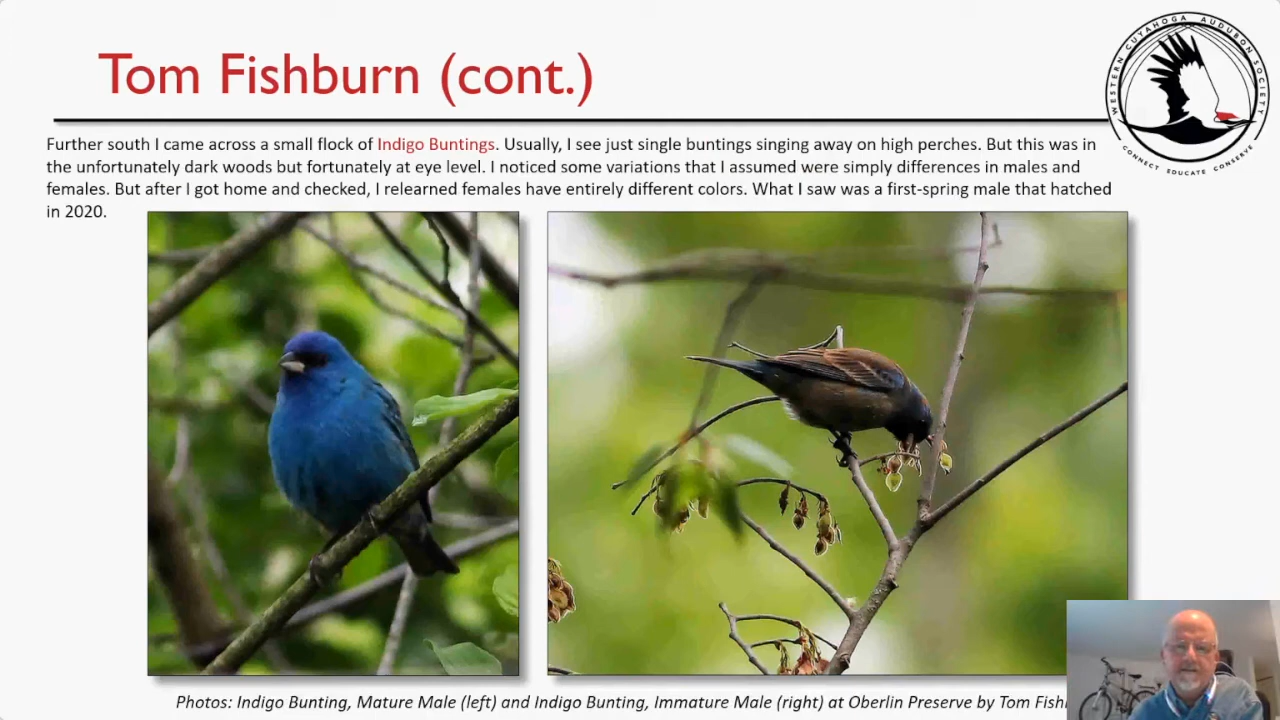 Tom Fishburn (cont.)
WESTERN CUYAHOGA AUDUBON SOCIETY
CONNECT EDUCATE CONSERVE
Further south I came across a small flock of Indigo Buntings. Usually, I see just single buntings singing away on high perches. But this was in
the unfortunately dark woods but fortunately at eye level. I noticed some variations that I assumed were simply differences in males and
females. But after I got home and checked, I relearned females have entirely different colors. What I saw was a first-spring male that hatched
in 2020.
Photos: Indigo Bunting, Mature Male (left) and Indigo Bunting, Immature Male (right) at Oberlin Preserve by Tom